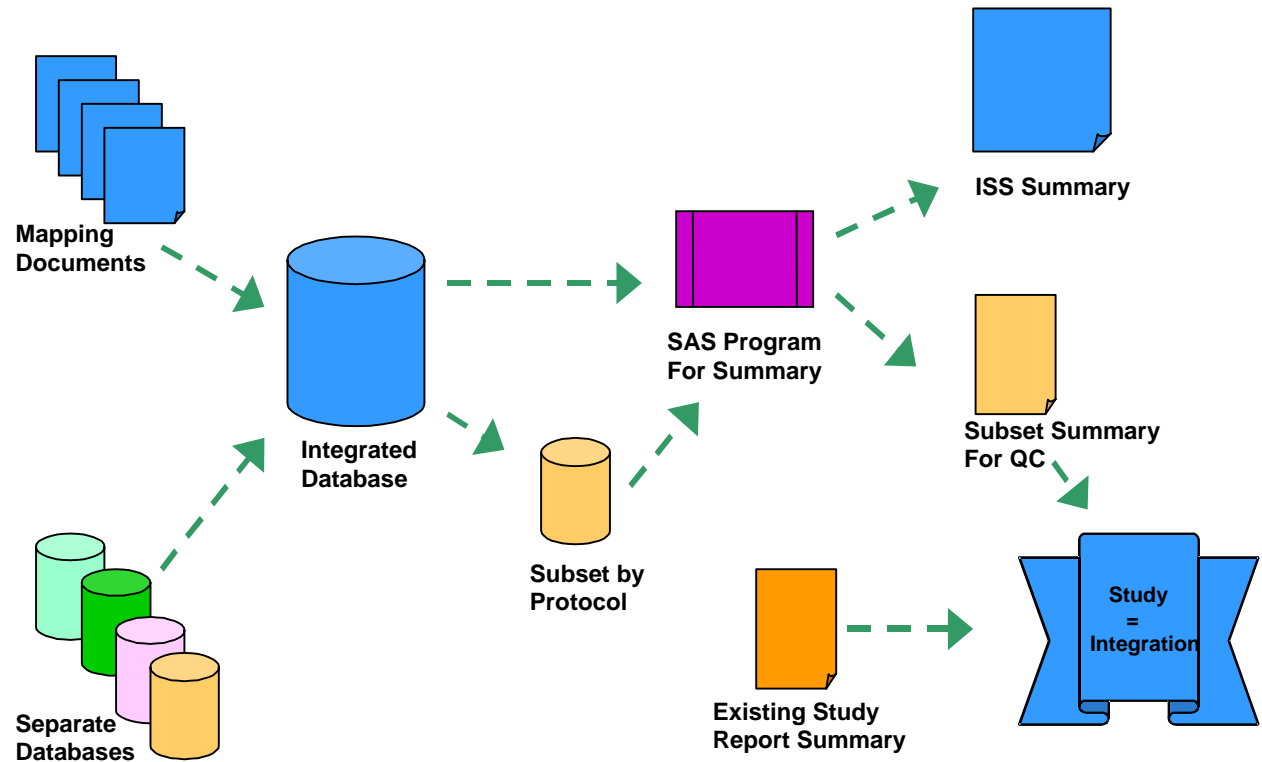 Mapping
Documents
ISS Summary
SAS Program
For Summary
Integrated
Database
Subset Summary
For QC
Subset by
Protocol
Study
=
Integration
Existing Study
Report Summary
Separate
Databases